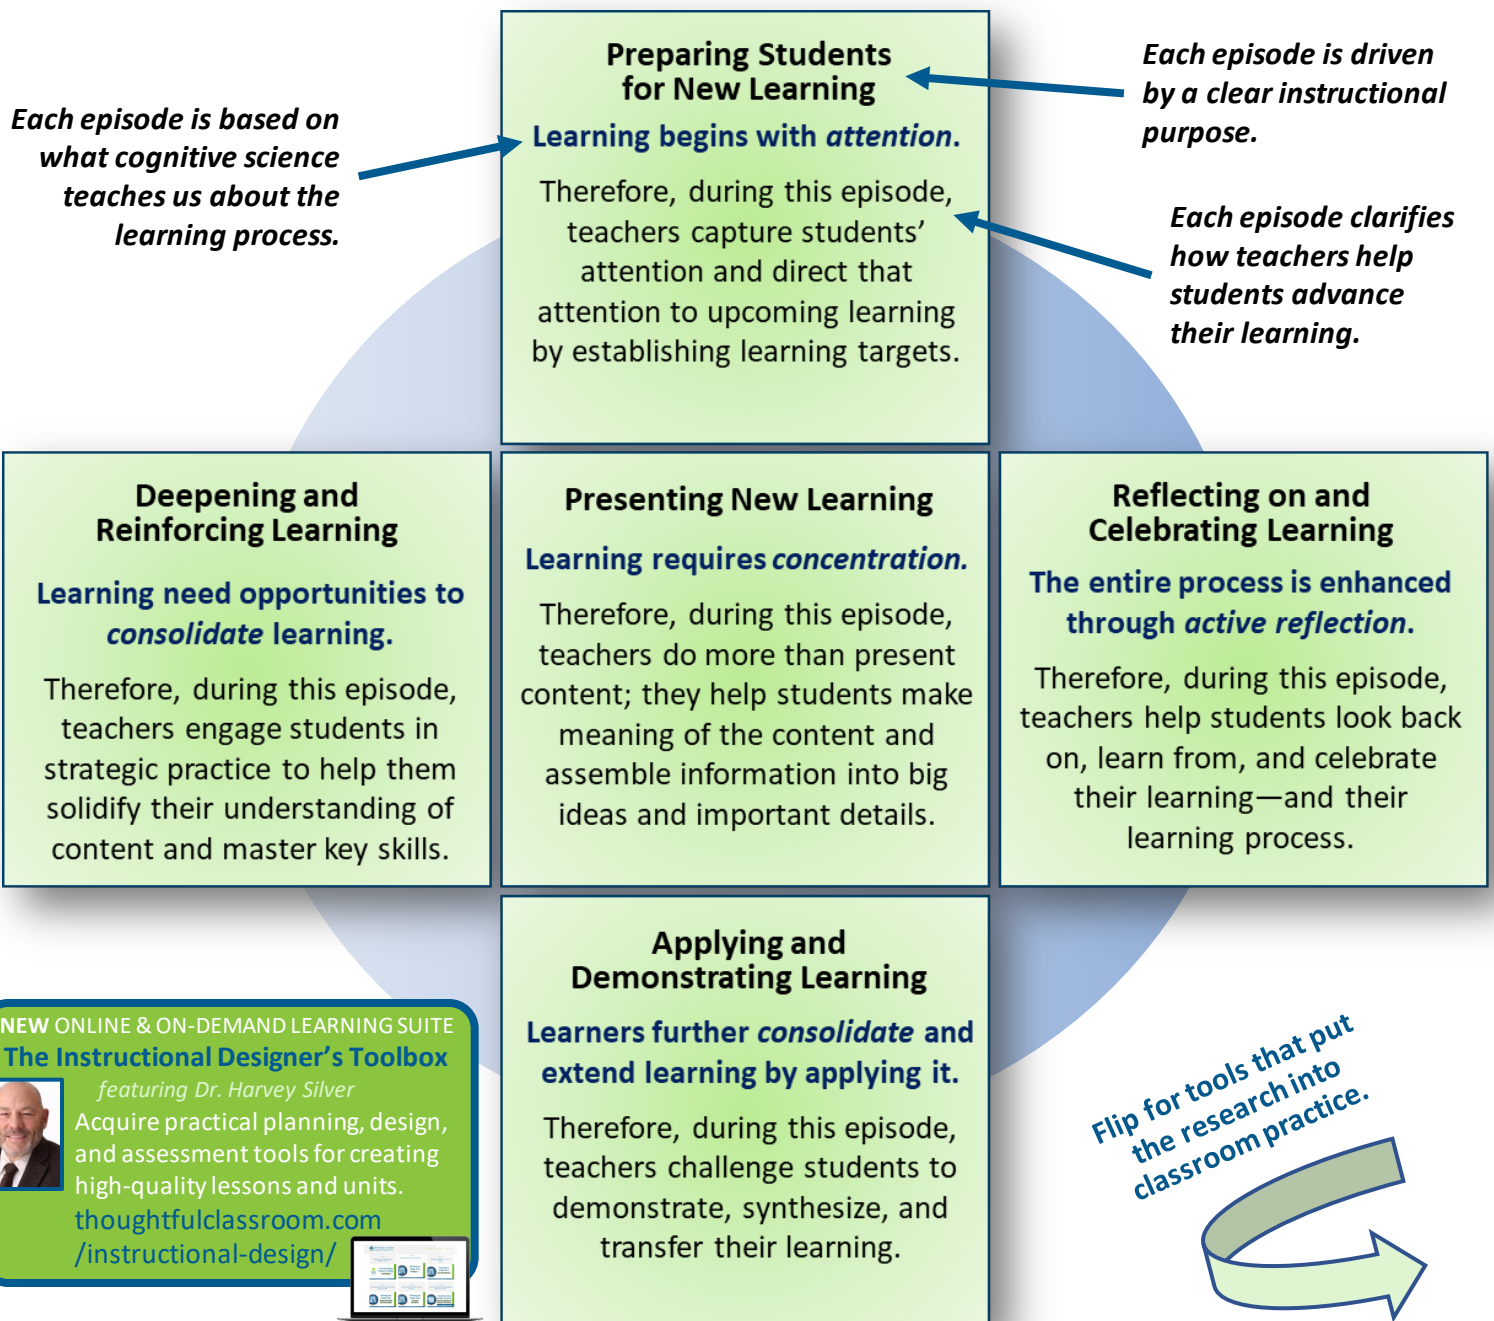 Preparing Students
for New Learning
Learning begins with attention.
Therefore, during this episode,
teachers capture students’
attention and direct that
attention to upcoming learning
by establishing learning targets.
Each episode is based on
what cognitive science
teaches us about the
learning process.
Each episode is driven
by a clear instructional
purpose.
Each episode clarifies
how teachers help
students advance
their learning.
Deepening and
Reinforcing Learning
Learning need opportunities to
consolidate learning.
Therefore, during this episode,
teachers engage students in
strategic practice to help them
solidify their understanding of
content and master key skills.
Presenting New Learning
Learning requires concentration.
Therefore, during this episode,
teachers do more than present
content; they help students make
meaning of the content and
assemble information into big
ideas and important details.
Reflecting on and
Celebrating Learning
The entire process is enhanced
through active reflection.
Therefore, during this episode,
teachers help students look back
on, learn from, and celebrate
their learning—and their
learning process.
Applying and
Demonstrating Learning
Learners further consolidate and
extend learning by applying it.
Therefore, during this episode,
teachers challenge students to
demonstrate, synthesize, and
transfer their learning.
NEW ONLINE & ON-DEMAND LEARNING SUITE
The Instructional Designer’s Toolbox
featuring Dr. Harvey Silver
Acquire practical planning, design,
and assessment tools for creating
high-quality lessons and units.
thoughtfulclassroom.com
/instructional-design/
Flip for tools that put
the research into
classroom practice.